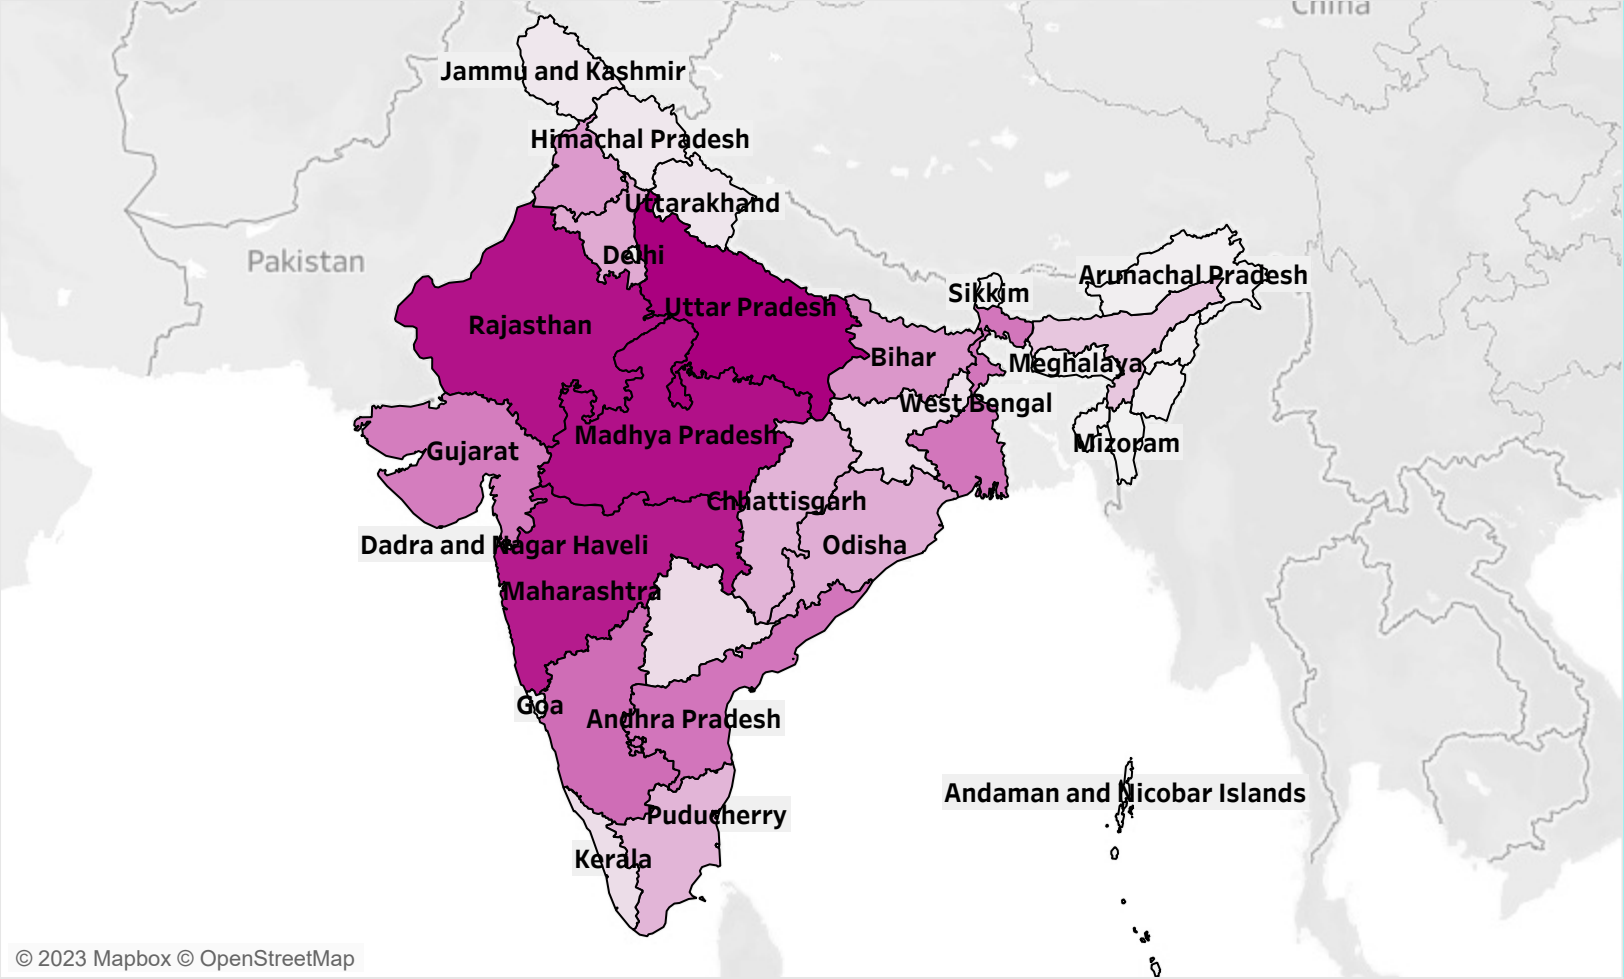 China
Jammu and Kashmir
Himachal Pradesh
Uttarakhand
Delhi
Pakistan
Arunachal Pradesh
Sikkim
Uttar Pradesh
Rajasthan
Bihar
Meghalaya
West Bengal
Madhya Pradesh
Mizoram
Gujarat
Chhattisgarh
Dadra and Nagar Haveli
Odisha
Maharashtra
Goa
Andhra Pradesh
Andaman and Nicobar Islands
Puducherry
Kerala
© 2023 Mapbox © OpenStreetMap